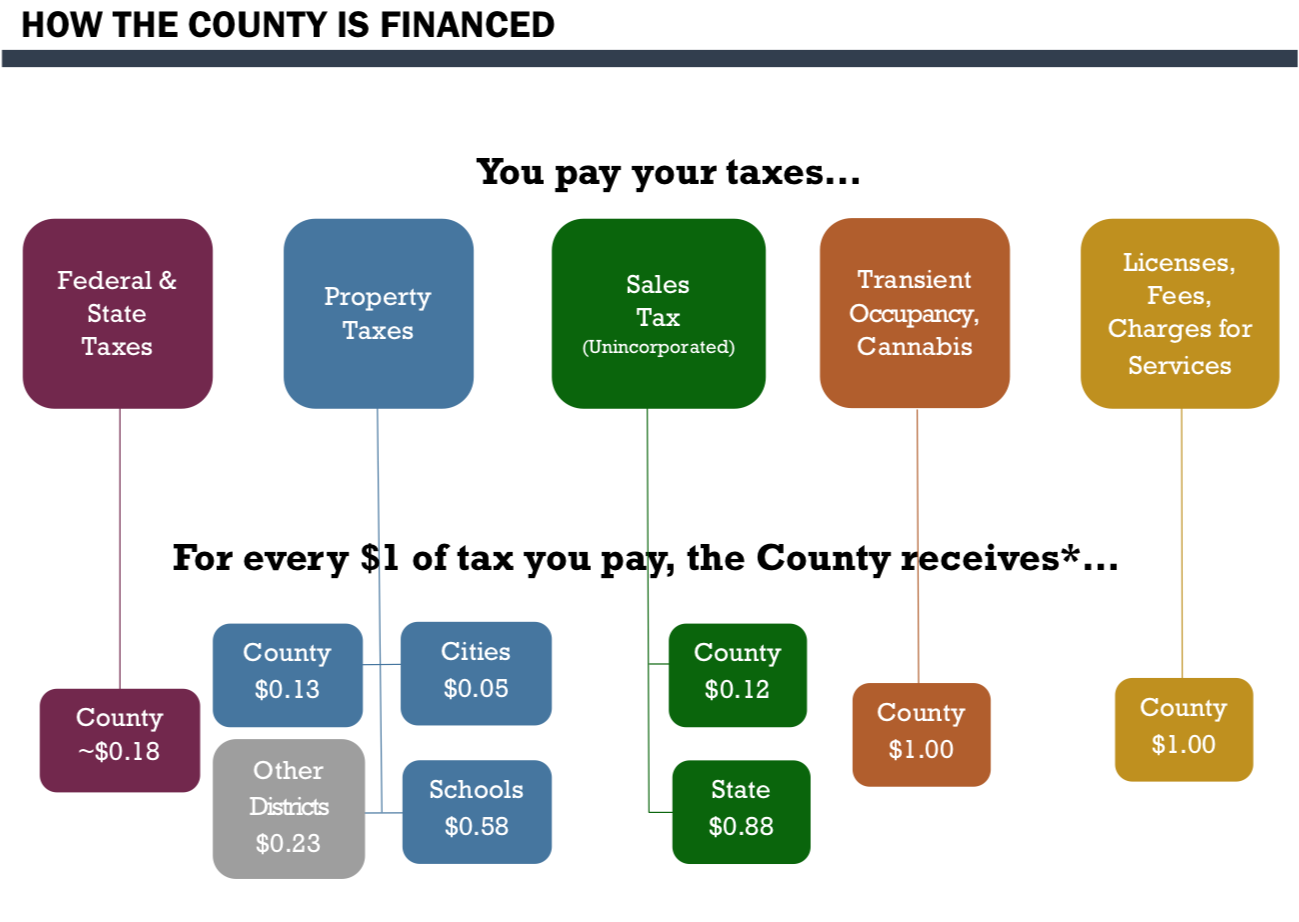 HOW THE COUNTY IS FINANCED
You pay your taxes...
Federal &
State
Taxes
Property
Taxes
Sales
Tax
(Unincorporated)
Transient
Occupancy,
Cannabis
Licenses,
Fees,
Charges for
Services
For every $1 of tax you pay, the County receives*...
County
~$0.18
County
$0.13
Cities
$0.05
Other
Districts
$0.23
Schools
$0.58
County
$0.12
State
$0.88
County
$1.00
County
$1.00